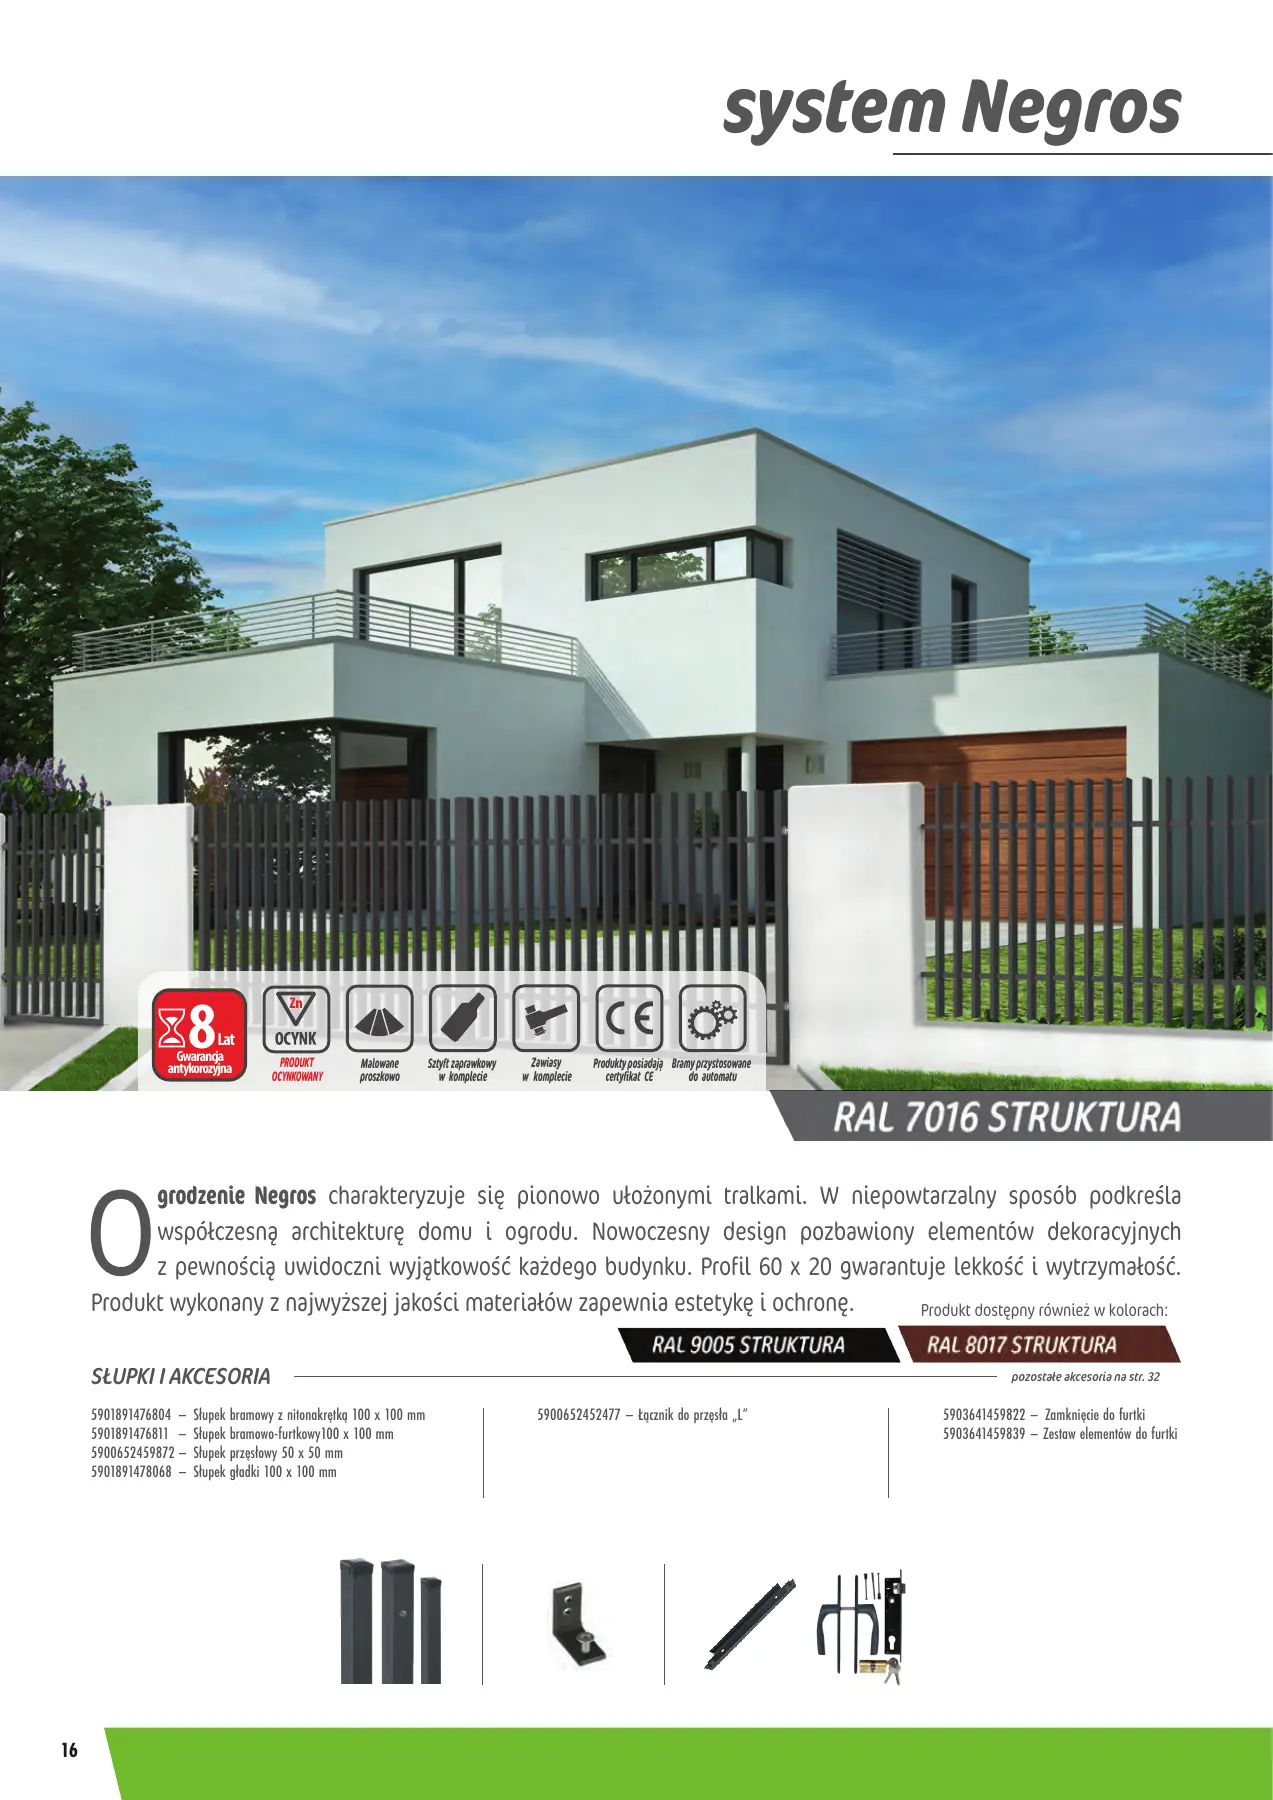 system Negros
8 Lat
Gwarancja
antykorozyjna
Zn
OCYNK
PRODUKT
OCYNKOWANY
Malowane
proszkowo
Sztyft zaprawkowy
w komplecie
Zawiasy
w komplecie
CE
Produkty posiadają
certyfikat CE
Bramy przystosowane
do automatu
RAL 7016 STRUKTURA
Ogrodzenie Negros charakteryzuje się pionowo ułożonymi tralkami. W niepowtarzalny sposób podkreśla
współczesną architekturę domu i ogrodu. Nowoczesny design pozbawiony elementów dekoracyjnych
z pewnością uwidoczni wyjątkowość każdego budynku. Profil 60 x 20 gwarantuje lekkość i wytrzymałość.
Produkt wykonany z najwyższej jakości materiałów zapewnia estetykę i ochronę.
Produkt dostępny również w kolorach:
RAL 9005 STRUKTURA
RAL 8017 STRUKTURA
SŁUPKI I AKCESORIA
pozostałe akcesoria na str. 32
5901891476804 – Słupek bramowy z nitonakrętką 100 x 100 mm
5901891476811 – Słupek bramowo-furtkowy100 x 100 mm
5900652459872 – Słupek przęsłowy 50 x 50 mm
5901891478068 – Słupek gładki 100 x 100 mm
5900652452477 – Łącznik do przęsła „L”
5903641459822 – Zamknięcie do furtki
5903641459839 – Zestaw elementów do furtki
16